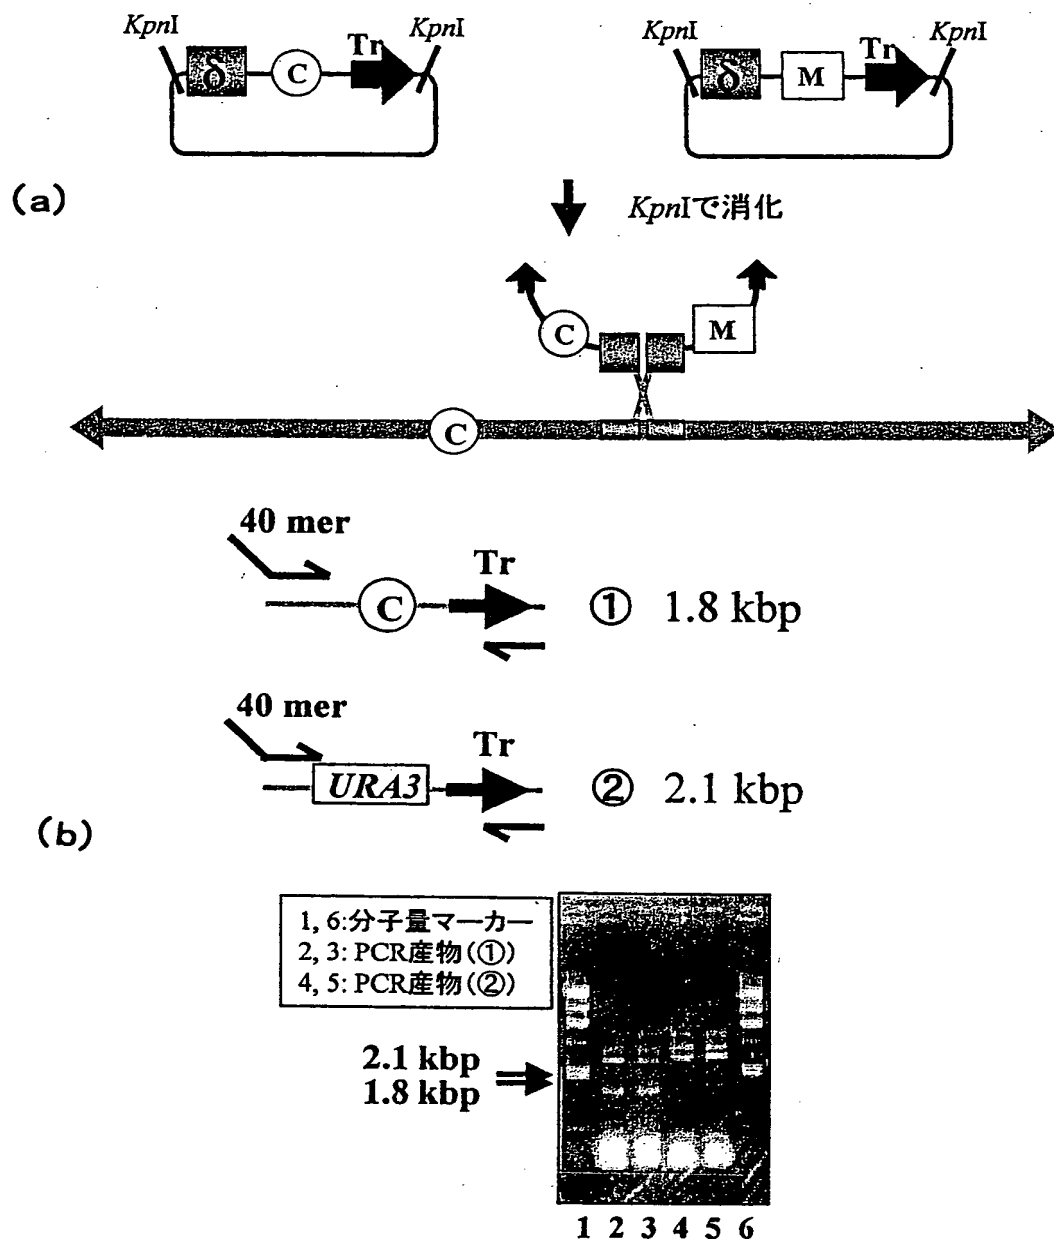 KpnI KpnI KpnI KpnI
δ C Tr δ M Tr
(a)
KpnIで消化
C M
C
40 mer
Tr
C ① 1.8 kbp
40 mer
Tr
URA3 ② 2.1 kbp
(b)
1, 6:分子量マーカー
2, 3: PCR産物(①)
4, 5: PCR産物(②)
2.1 kbp
1.8 kbp
1 2 3 4 5 6